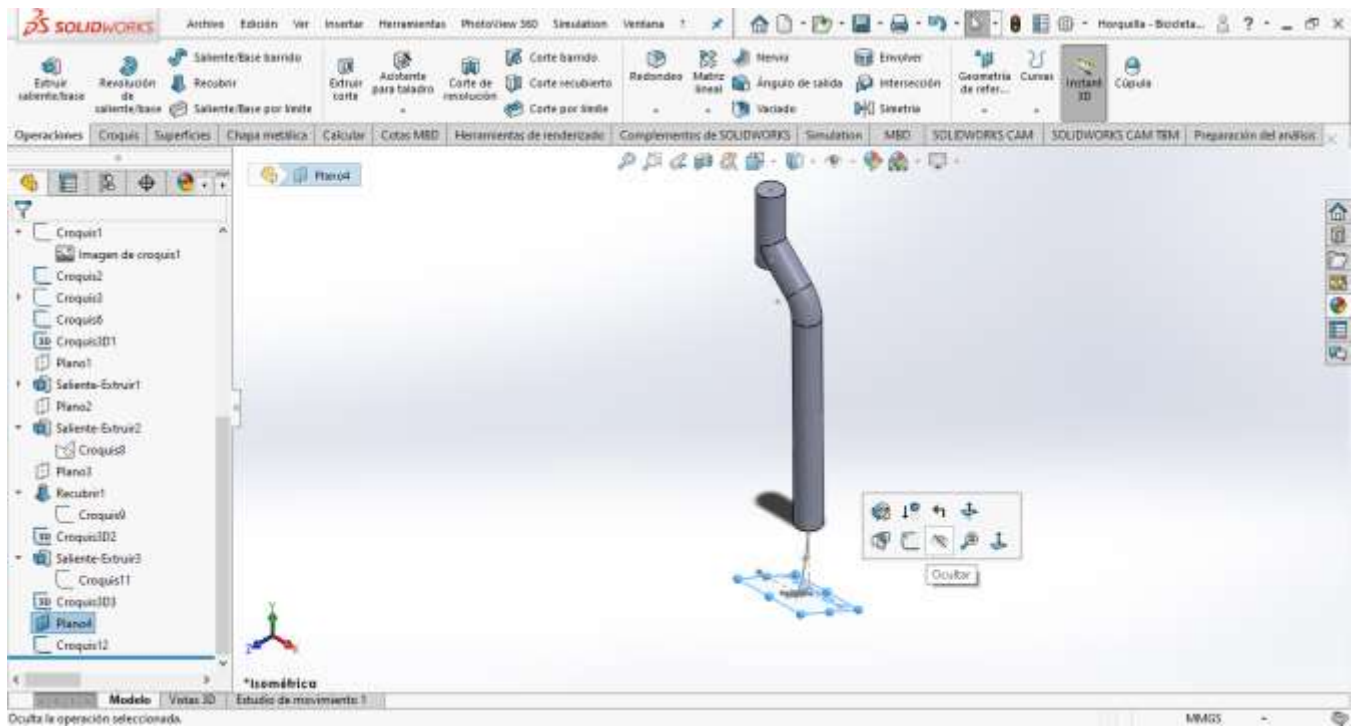 SOLIDWORKS
Archivo Edición Ver Insertar Herramientas PhotoView 360 Simulation Ventana ?
Horquilla - Bicicleta...
Extruir saliente/base
Revolución de saliente/base
Saliente/Base barrido
Recubrir
Saliente/Base por límite
Extruir corte
Asistente para taladro
Corte de revolución
Corte barrido
Corte recubierto
Corte por límite
Redondeo
Matriz lineal
Nervio
Ángulo de salida
Vaciado
Envolver
Intersección
Simetría
Geometría de refer...
Curvas
Instant 3D
Cúpula
Operaciones Croquis Superficies Chapa metálica Calcular Cotas MBD Herramientas de renderizado Complementos de SOLIDWORKS Simulation MBD SOLIDWORKS CAM SOLIDWORKS CAM TBM Preparación del análisis
Plano4
Croquis1
Imagen de croquis1
Croquis2
Croquis3
Croquis6
3D Croquis3D1
Plano1
Saliente-Extruir1
Plano2
Saliente-Extruir2
Croquis8
Plano3
Recubrir1
Croquis9
3D Croquis3D2
Saliente-Extruir3
Croquis11
3D Croquis3D3
Plano4
Croquis12
Ocultar
Y
Z
X
*Isométrica
Modelo Vistas 3D Estudio de movimiento 1
Oculta la operación seleccionada.
MMGS